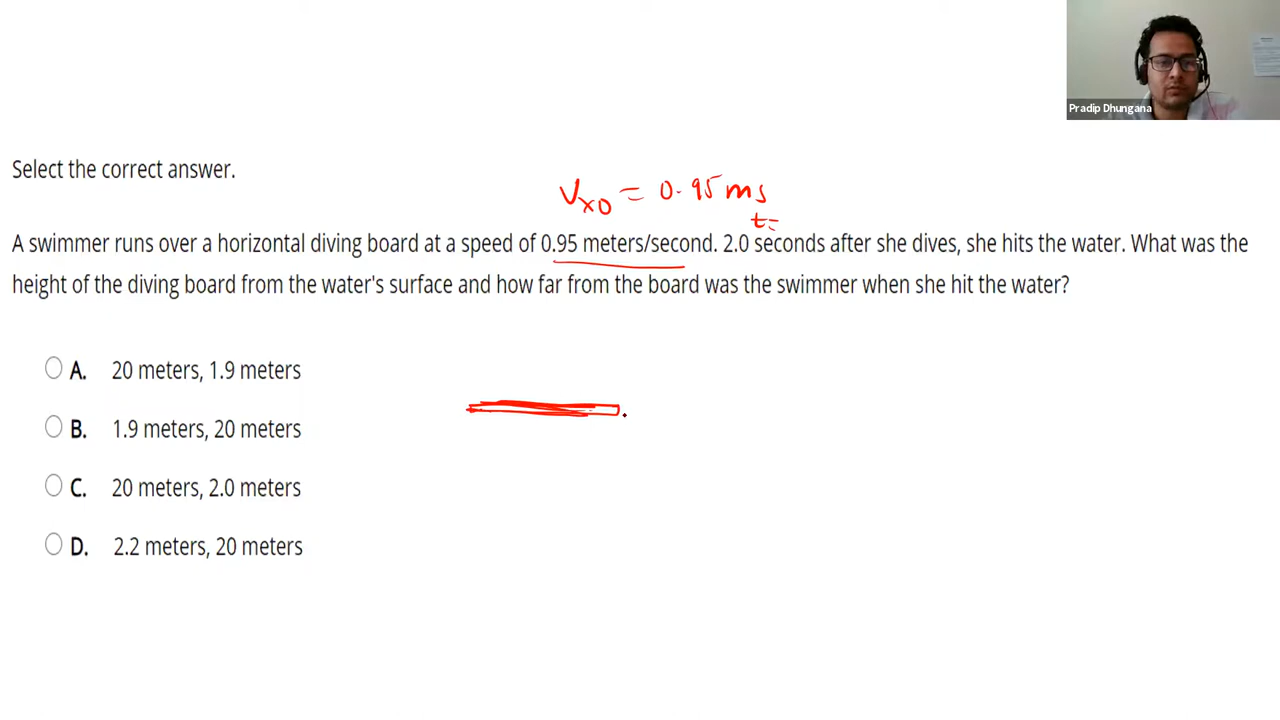 Pradip Dhungana
Select the correct answer.
Vx0 = 0.95 ms
t=
A swimmer runs over a horizontal diving board at a speed of 0.95 meters/second. 2.0 seconds after she dives, she hits the water. What was the
height of the diving board from the water's surface and how far from the board was the swimmer when she hit the water?
A. 20 meters, 1.9 meters
B. 1.9 meters, 20 meters
C. 20 meters, 2.0 meters
D. 2.2 meters, 20 meters